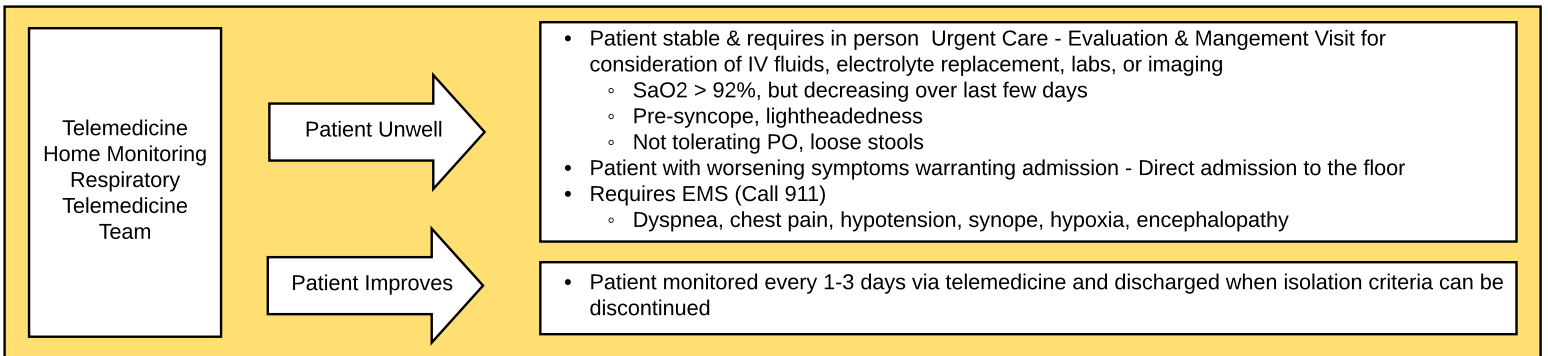 Telemedicine
Home Monitoring
Respiratory
Telemedicine
Team
Patient Unwell
• Patient stable & requires in person  Urgent Care - Evaluation & Mangement Visit for
consideration of IV fluids, electrolyte replacement, labs, or imaging
◦ SaO2 > 92%, but decreasing over last few days
◦ Pre-syncope, lightheadedness
◦ Not tolerating PO, loose stools
• Patient with worsening symptoms warranting admission - Direct admission to the floor
• Requires EMS (Call 911)
◦ Dyspnea, chest pain, hypotension, synope, hypoxia, encephalopathy
Patient Improves
• Patient monitored every 1-3 days via telemedicine and discharged when isolation criteria can be
discontinued